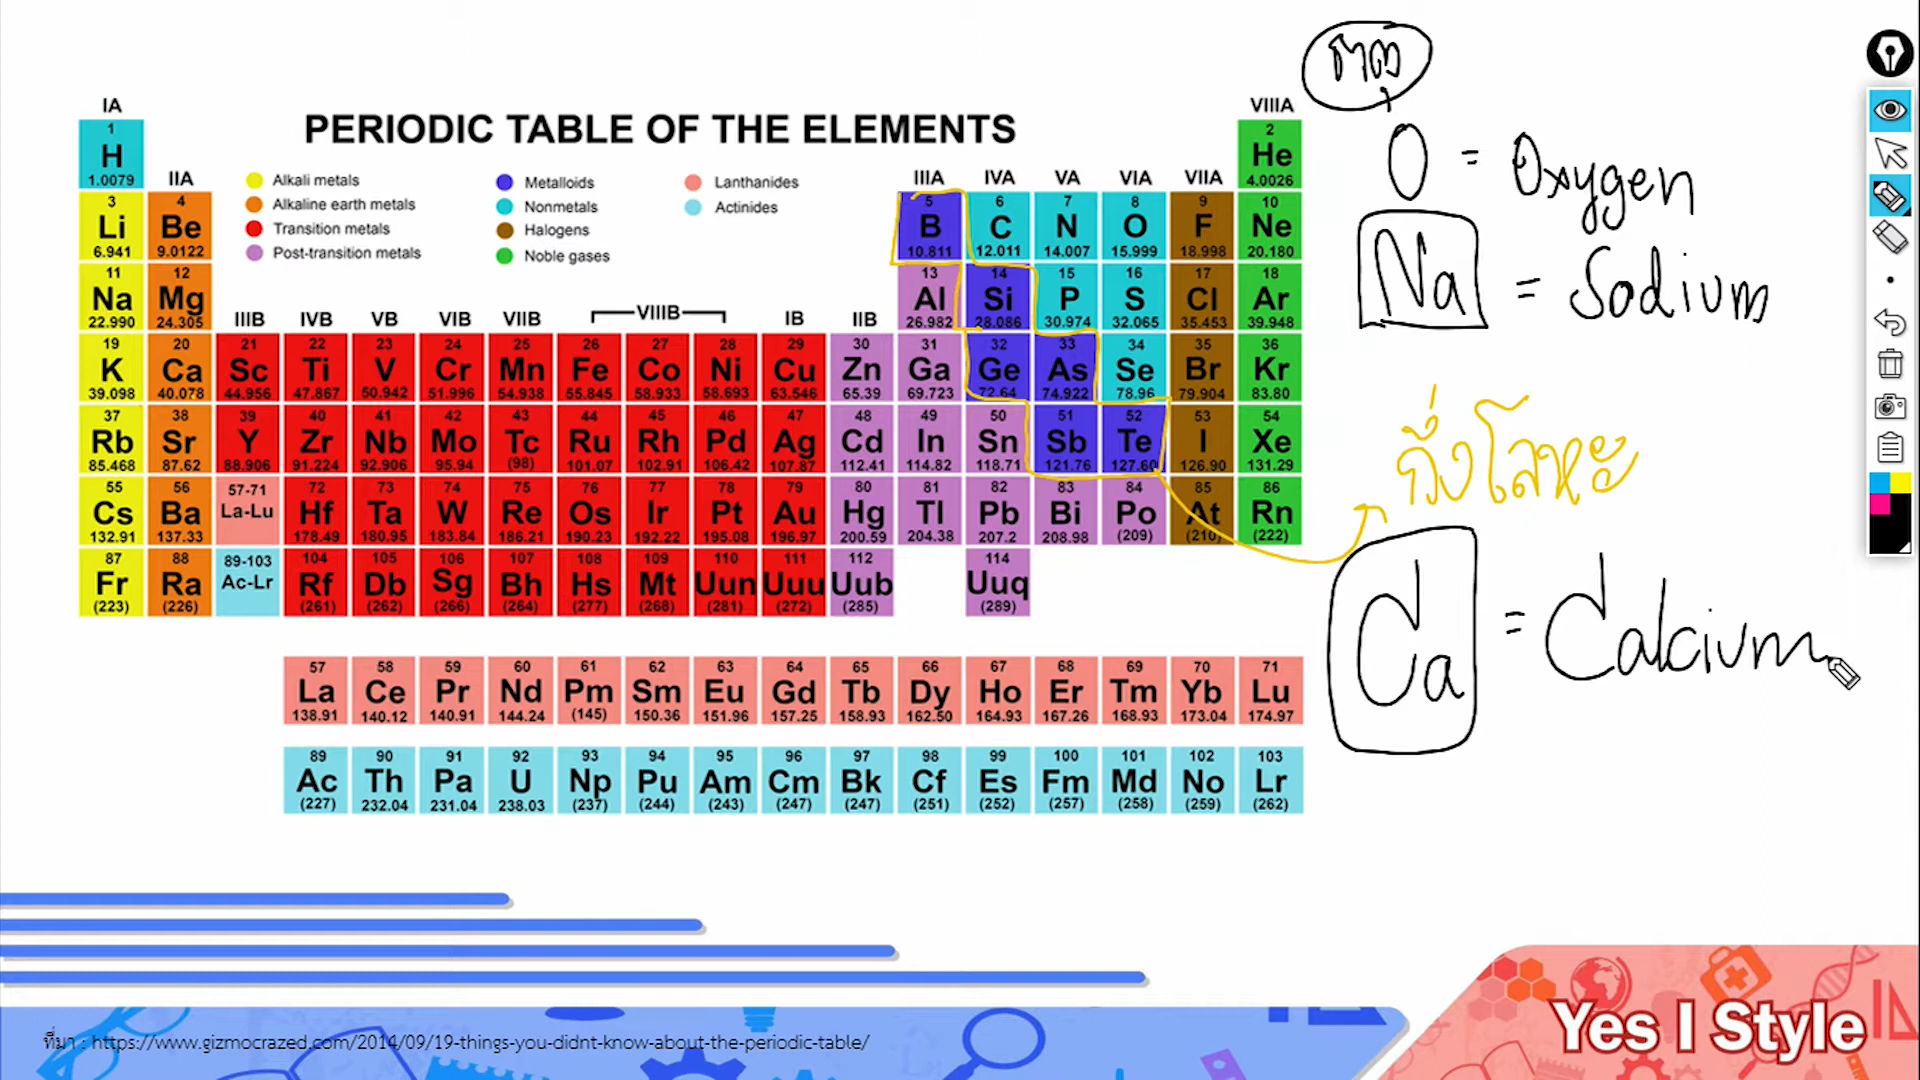 ธาตุ
O = Oxygen
Na = Sodium
กึ่งโลหะ
Ca = Calcium
PERIODIC TABLE OF THE ELEMENTS
Alkali metals
Alkaline earth metals
Transition metals
Post-transition metals
Metalloids
Nonmetals
Halogens
Noble gases
Lanthanides
Actinides
IA IIA IIIB IVB VB VIB VIIB VIIIB IB IIB IIIA IVA VA VIA VIIA VIIIA
1 H 1.0079 2 He 4.0026
3 Li 6.941 4 Be 9.0122 5 B 10.811 6 C 12.011 7 N 14.007 8 O 15.999 9 F 18.998 10 Ne 20.180
11 Na 22.990 12 Mg 24.305 13 Al 26.982 14 Si 28.086 15 P 30.974 16 S 32.065 17 Cl 35.453 18 Ar 39.948
19 K 39.098 20 Ca 40.078 21 Sc 44.956 22 Ti 47.867 23 V 50.942 24 Cr 51.996 25 Mn 54.938 26 Fe 55.845 27 Co 58.933 28 Ni 58.693 29 Cu 63.546 30 Zn 65.39 31 Ga 69.723 32 Ge 72.64 33 As 74.922 34 Se 78.96 35 Br 79.904 36 Kr 83.80
37 Rb 85.468 38 Sr 87.62 39 Y 88.906 40 Zr 91.224 41 Nb 92.906 42 Mo 95.94 43 Tc (98) 44 Ru 101.07 45 Rh 102.91 46 Pd 106.42 47 Ag 107.87 48 Cd 112.41 49 In 114.82 50 Sn 118.71 51 Sb 121.76 52 Te 127.60 53 I 126.90 54 Xe 131.29
55 Cs 132.91 56 Ba 137.33 57-71 La-Lu 72 Hf 178.49 73 Ta 180.95 74 W 183.84 75 Re 186.21 76 Os 190.23 77 Ir 192.22 78 Pt 195.08 79 Au 196.97 80 Hg 200.59 81 Tl 204.38 82 Pb 207.2 83 Bi 208.98 84 Po (209) 85 At (210) 86 Rn (222)
87 Fr (223) 88 Ra (226) 89-103 Ac-Lr 104 Rf (261) 105 Db (262) 106 Sg (266) 107 Bh (264) 108 Hs (277) 109 Mt (268) 110 Uun (281) 111 Uuu (272) 112 Uub (285) 114 Uuq (289)
57 La 138.91 58 Ce 140.12 59 Pr 140.91 60 Nd 144.24 61 Pm (145) 62 Sm 150.36 63 Eu 151.96 64 Gd 157.25 65 Tb 158.93 66 Dy 162.50 67 Ho 164.93 68 Er 167.26 69 Tm 168.93 70 Yb 173.04 71 Lu 174.97
89 Ac (227) 90 Th 232.04 91 Pa 231.04 92 U 238.03 93 Np (237) 94 Pu (244) 95 Am (243) 96 Cm (247) 97 Bk (247) 98 Cf (251) 99 Es (252) 100 Fm (257) 101 Md (258) 102 No (259) 103 Lr (262)
ที่มา : https://www.gizmocrazed.com/2014/09/19-things-you-didnt-know-about-the-periodic-table/
Yes I Style